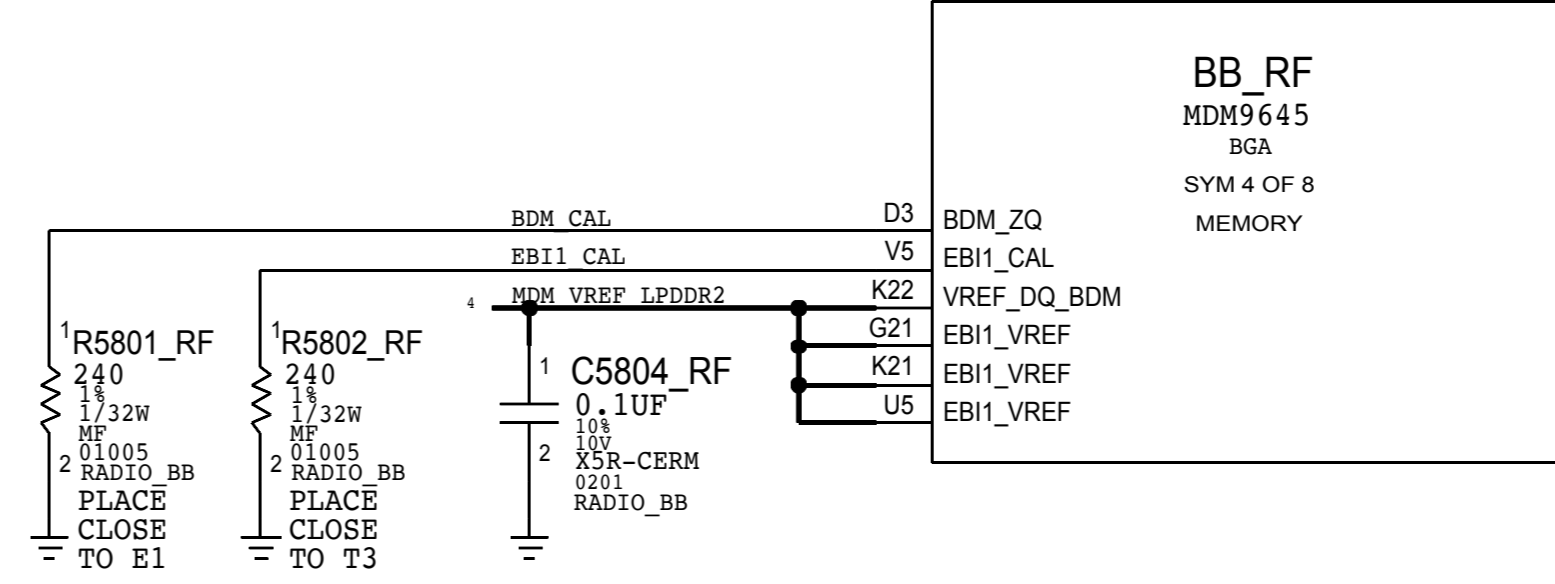 BB_RF
MDM9645
BGA
SYM 4 OF 8
MEMORY
BDM_CAL
D3
BDM_ZQ
EBI1_CAL
V5
EBI1_CAL
4
MDM_VREF_LPDDR2
K22
VREF_DQ_BDM
G21
EBI1_VREF
K21
EBI1_VREF
U5
EBI1_VREF
1
R5801_RF
240
1%
1/32W
MF
01005
2
RADIO_BB
PLACE
CLOSE
TO E1
1
R5802_RF
240
1%
1/32W
MF
01005
2
RADIO_BB
PLACE
CLOSE
TO T3
1
C5804_RF
0.1UF
10%
10V
2
X5R-CERM
0201
RADIO_BB